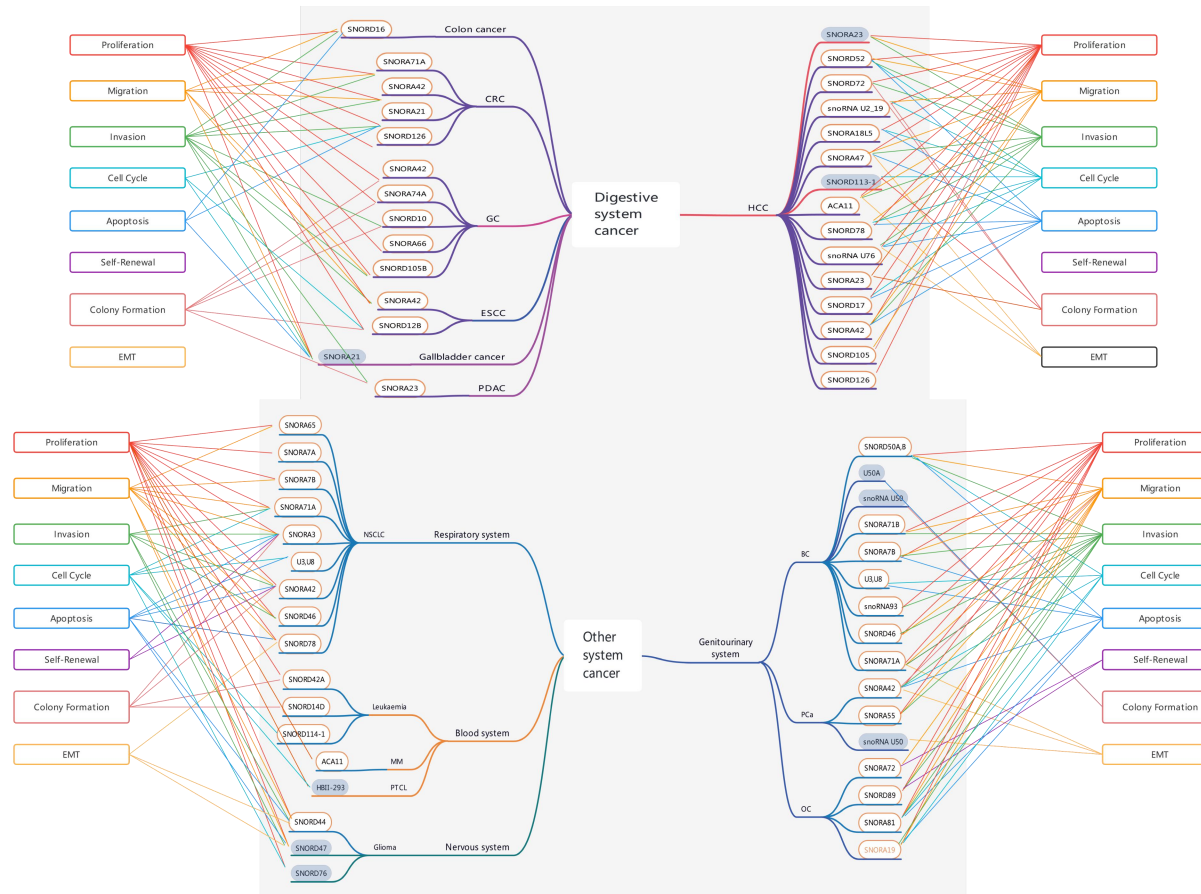 Proliferation
Migration
Invasion
Cell Cycle
Apoptosis
Self-Renewal
Colony Formation
EMT
SNORD16
Colon cancer
SNORA71A
SNORA42
SNORA21
SNORD126
CRC
SNORA42
SNORA74A
SNORD10
SNORA66
SNORD105B
GC
SNORA42
SNORD12B
ESCC
SNORA21
Gallbladder cancer
SNORA23
PDAC
Digestive
system
cancer
HCC
SNORA23
SNORD52
SNORD72
snoRNA U2_19
SNORA18L5
SNORA47
SNORD113-1
ACA11
SNORD78
snoRNA U76
SNORA23
SNORD17
SNORA42
SNORD105
SNORD126
Proliferation
Migration
Invasion
Cell Cycle
Apoptosis
Self-Renewal
Colony Formation
EMT
Proliferation
Migration
Invasion
Cell Cycle
Apoptosis
Self-Renewal
Colony Formation
EMT
SNORA65
SNORA7A
SNORA7B
SNORA71A
SNORA3
U3,U8
SNORA42
SNORD46
SNORD78
NSCLC
Respiratory system
SNORD42A
SNORD14D
SNORD114-1
Leukaemia
ACA11
MM
HBII-293
PTCL
Blood system
SNORD44
SNORD47
SNORD76
Glioma
Nervous system
Other
system
cancer
Genitourinary
system
BC
SNORD50A,B
U50A
snoRNA U50
SNORA71B
SNORA7B
U3,U8
snoRNA93
SNORD46
SNORA71A
PCa
SNORA42
SNORA55
snoRNA U50
OC
SNORA72
SNORD89
SNORA81
SNORA19
Proliferation
Migration
Invasion
Cell Cycle
Apoptosis
Self-Renewal
Colony Formation
EMT